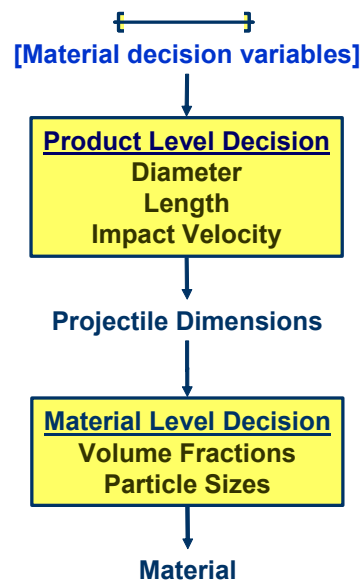 [Material decision variables]
Product Level Decision
Diameter
Length
Impact Velocity
Projectile Dimensions
Material Level Decision
Volume Fractions
Particle Sizes
Material